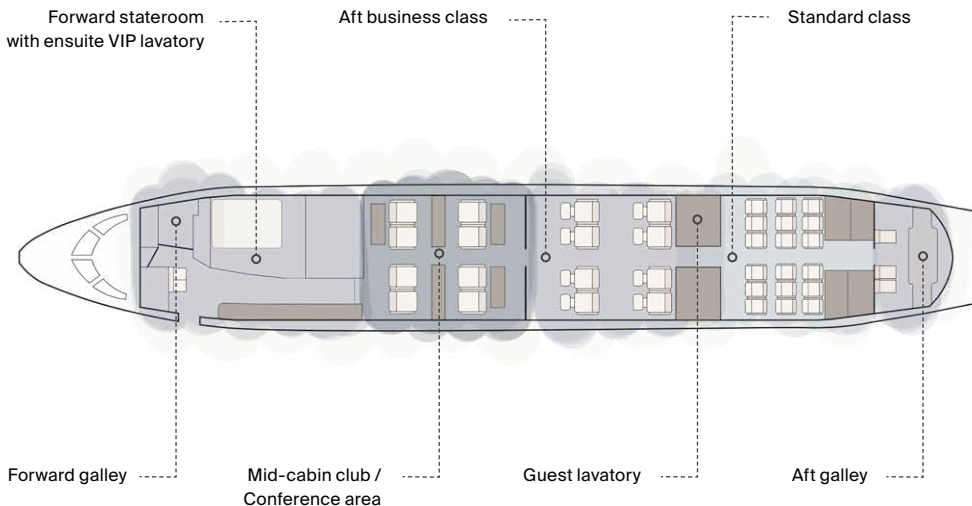 Forward stateroom
with ensuite VIP lavatory
Aft business class
Standard class
Forward galley
Mid-cabin club /
Conference area
Guest lavatory
Aft galley